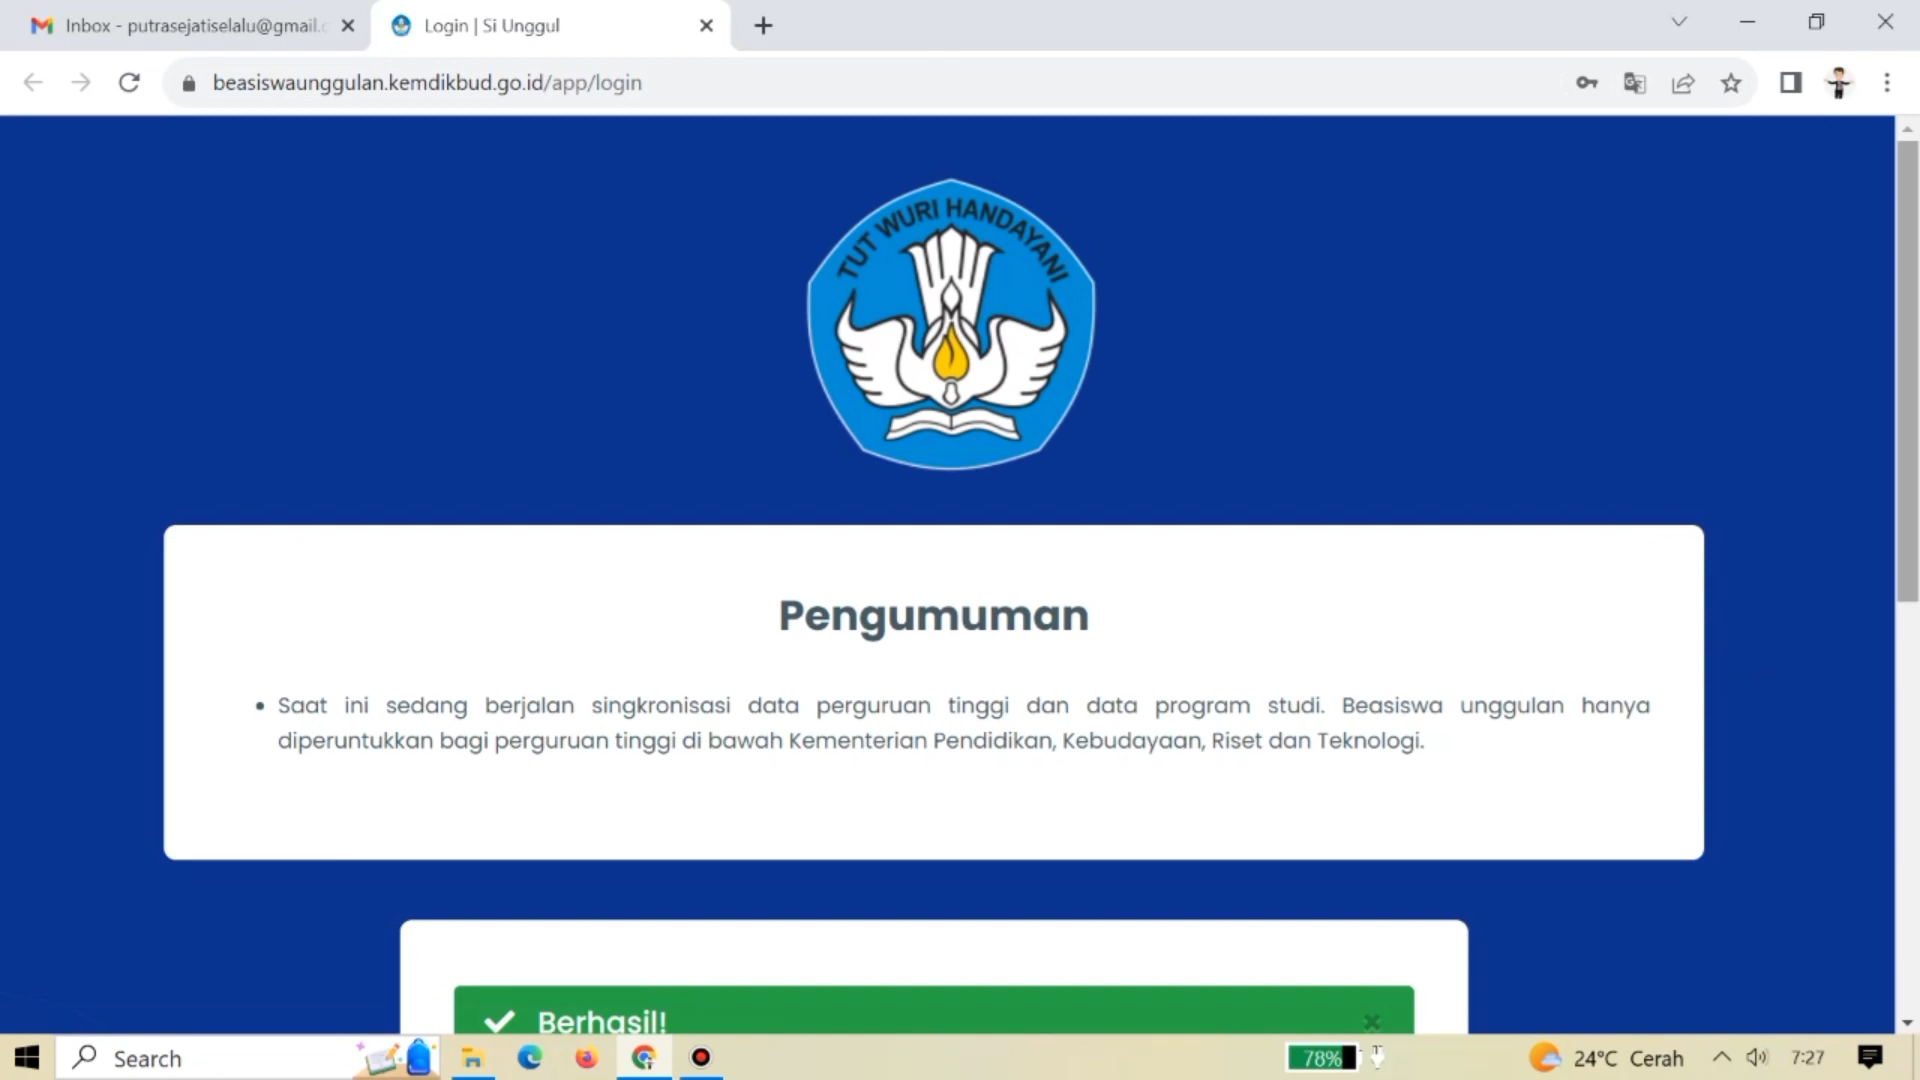 Inbox - putrasejatiselalu@gmail.c
Login | Si Unggul
beasiswaunggulan.kemdikbud.go.id/app/login
TUT WURI HANDAYANI
Pengumuman
• Saat ini sedang berjalan singkronisasi data perguruan tinggi dan data program studi. Beasiswa unggulan hanya
diperuntukkan bagi perguruan tinggi di bawah Kementerian Pendidikan, Kebudayaan, Riset dan Teknologi.
Berhasil!
Search
78%
24°C Cerah
7:27